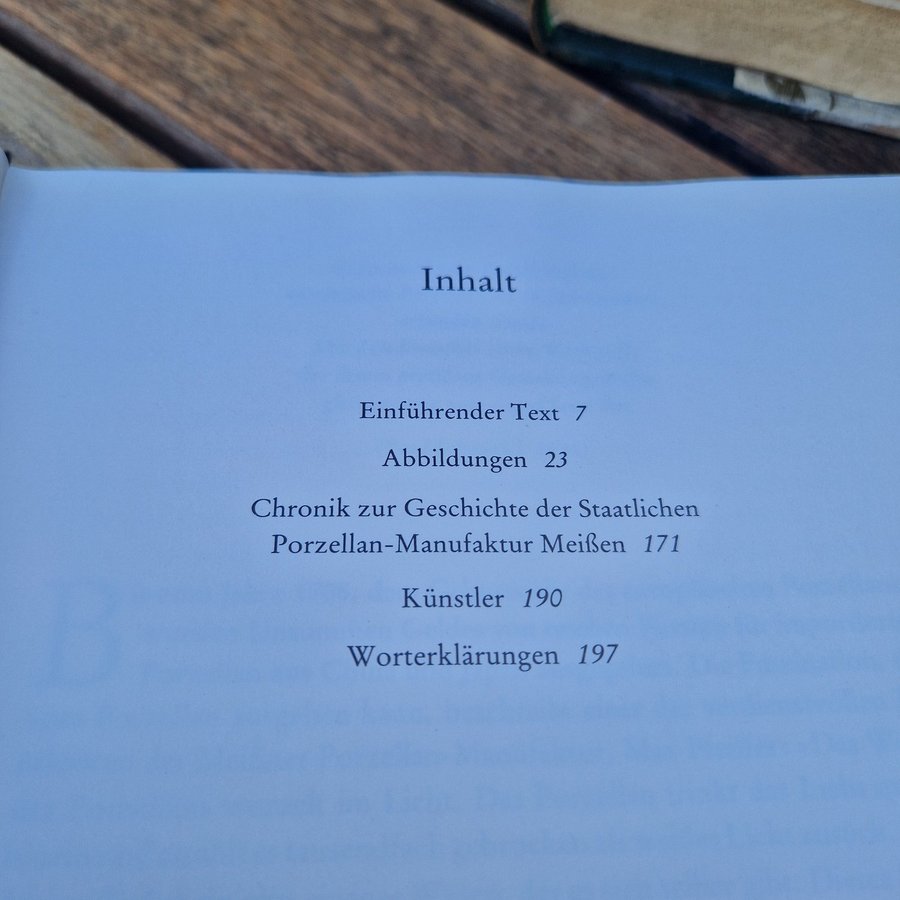 Inhalt
Einführender Text 7
Abbildungen 23
Chronik zur Geschichte der Staatlichen
Porzellan-Manufaktur Meißen 171
Künstler 190
Worterklärungen 197